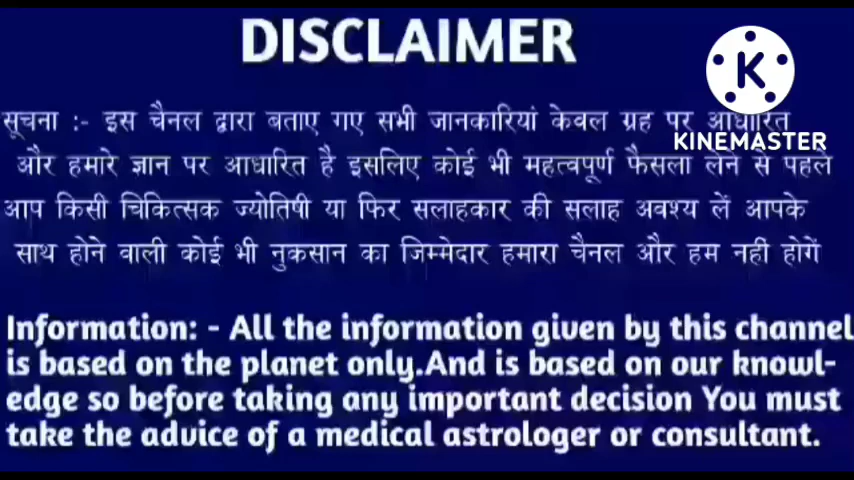 DISCLAIMER
K
KINEMASTER
सूचना :- इस चैनल द्वारा बताए गए सभी जानकारियां केवल ग्रह पर आधारित
और हमारे ज्ञान पर आधारित है इसलिए कोई भी महत्वपूर्ण फैसला लेने से पहले
आप किसी चिकित्सक ज्योतिषी या फिर सलाहकार की सलाह अवश्य लें आपके
साथ होने वाली कोई भी नुकसान का जिम्मेदार हमारा चैनल और हम नहीं होगें
Information: - All the information given by this channel
is based on the planet only.And is based on our knowl-
edge so before taking any important decision You must
take the advice of a medical astrologer or consultant.